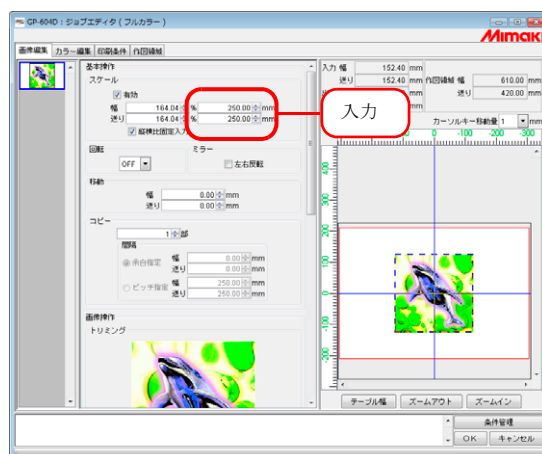 GP-604D : ジョブエディタ ( フルカラー )
Mimaki
画像編集 カラー編集 印刷条件 作図領域
基本操作
スケール
有効
幅 164.04 % 250.00 mm
送り 164.04 % 250.00 mm
縦横比固定入力
入力
回転 ミラー
OFF 左右反転
移動
幅 0.00 mm
送り 0.00 mm
コピー
1 部
間隔
余白指定 幅 0.00 mm
送り 0.00 mm
ピッチ指定 幅 250.00 mm
送り 250.00 mm
画像操作
トリミング
入力 幅 152.40 mm
送り 152.40 mm 作図領域 幅 610.00 mm
送り 420.00 mm
mm
カーソルキー移動量 1 mm
0 -100 -200 -300
テーブル幅 ズームアウト ズームイン
条件管理
OK キャンセル